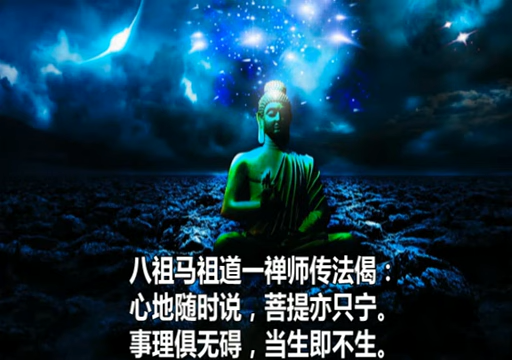 八祖马祖道一禅师传法偈：
心地随时说，菩提亦只宁。
事理俱无碍，当生即不生。